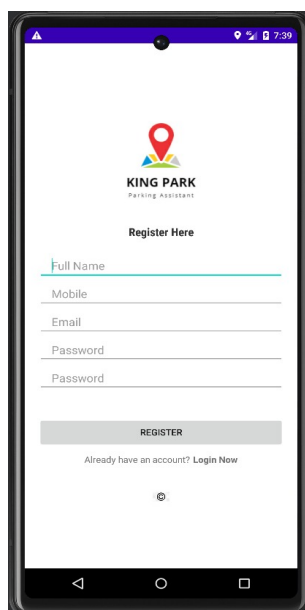 7:39
KING PARK
Parking Assistant
Register Here
Full Name
Mobile
Email
Password
Password
REGISTER
Already have an account? Login Now
©